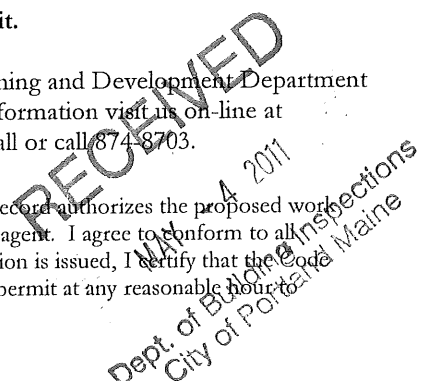 it.
ning and Development Department
formation visit us on-line at
all or call 874-8703.
RECEIVED
MAY - 4 2011
Dept. of Building Inspections
City of Portland Maine
ecord authorizes the proposed work
agent. I agree to conform to all
ion is issued, I certify that the Code
permit at any reasonable hour to